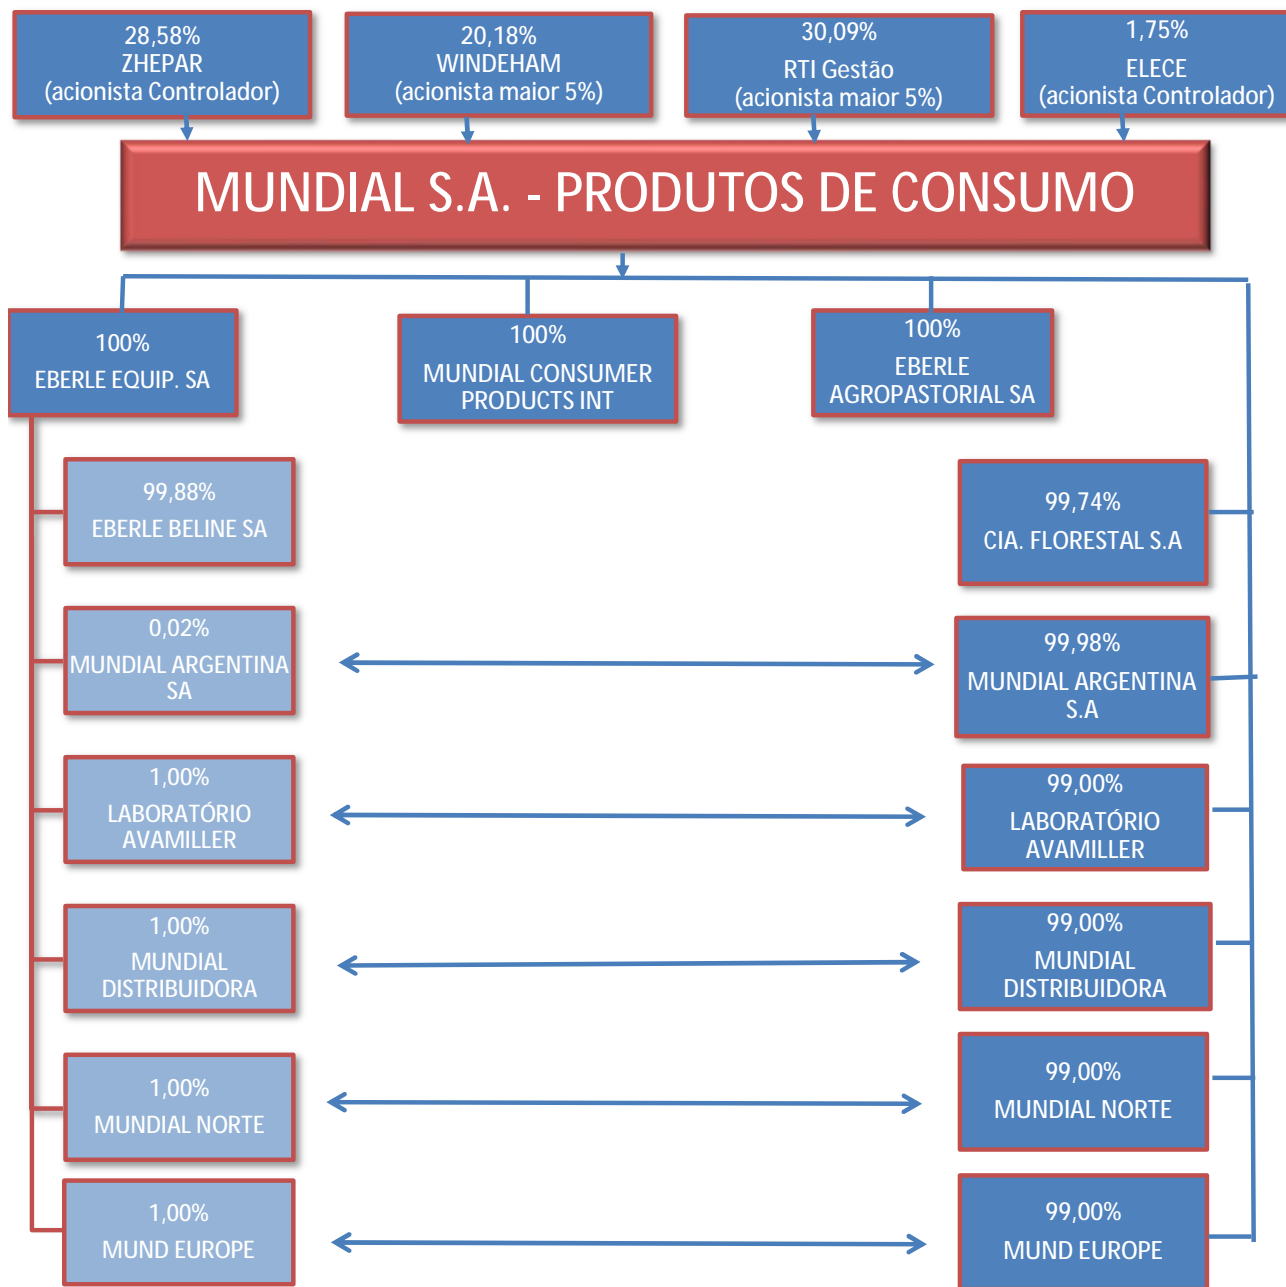 28,58%
ZHEPAR
(acionista Controlador)
20,18%
WINDEHAM
(acionista maior 5%)
30,09%
RTI Gestão
(acionista maior 5%)
1,75%
ELECE
(acionista Controlador)
MUNDIAL S.A. - PRODUTOS DE CONSUMO
100%
EBERLE EQUIP. SA
100%
MUNDIAL CONSUMER
PRODUCTS INT
100%
EBERLE
AGROPASTORIAL SA
99,88%
EBERLE BELINE SA
99,74%
CIA. FLORESTAL S.A
0,02%
MUNDIAL ARGENTINA
SA
99,98%
MUNDIAL ARGENTINA
S.A
1,00%
LABORATÓRIO
AVAMILLER
99,00%
LABORATÓRIO
AVAMILLER
1,00%
MUNDIAL
DISTRIBUIDORA
99,00%
MUNDIAL
DISTRIBUIDORA
1,00%
MUNDIAL NORTE
99,00%
MUNDIAL NORTE
1,00%
MUND EUROPE
99,00%
MUND EUROPE